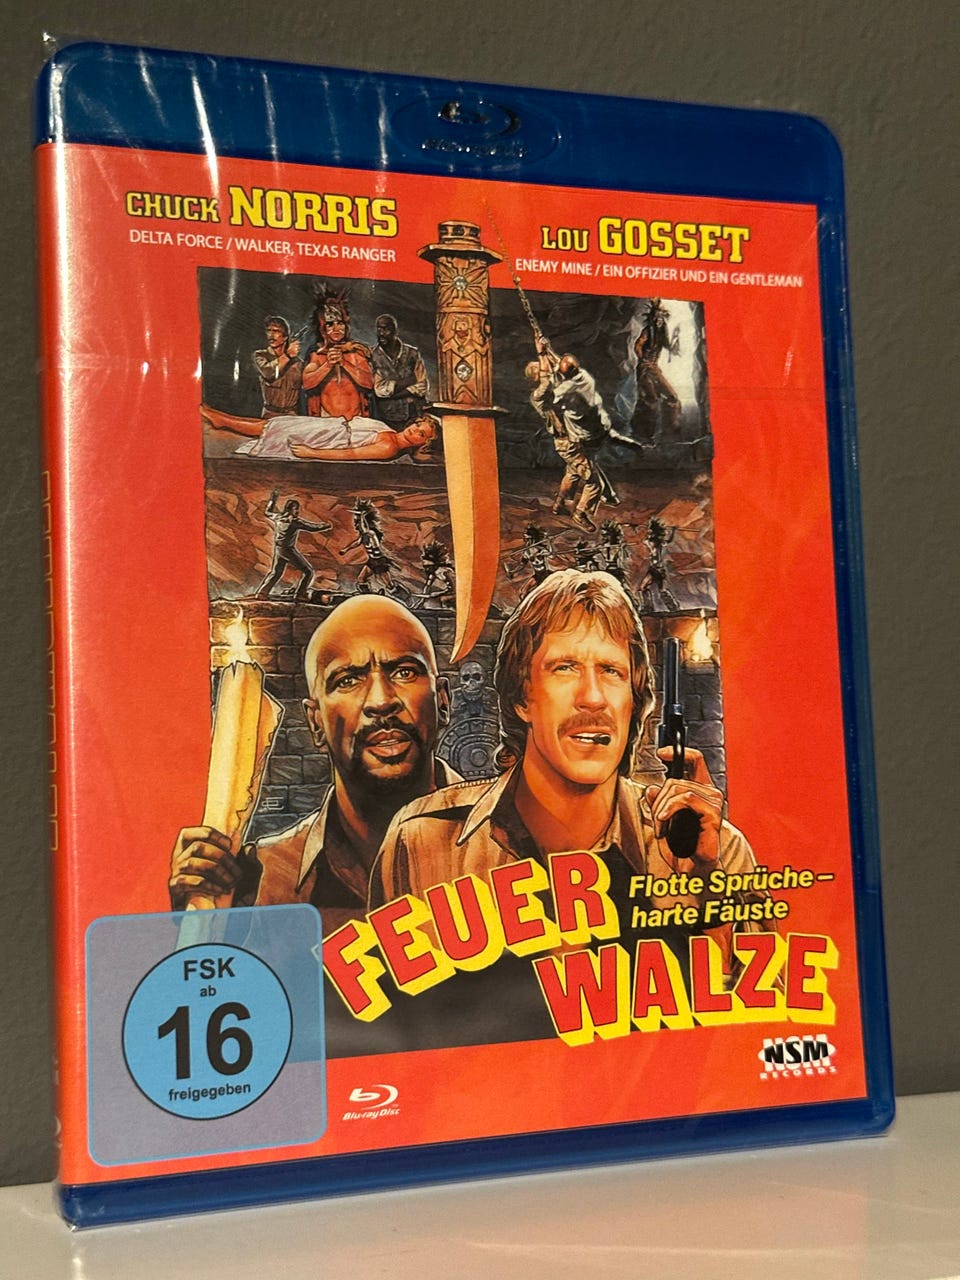 CHUCK NORRIS
DELTA FORCE / WALKER, TEXAS RANGER
LOU GOSSET
ENEMY MINE / EIN OFFIZIER UND EIN GENTLEMAN
FEUER
WALZE
Flotte Sprüche –
harte Fäuste
FSK
ab
16
freigegeben
Blu-ray Disc
NSM
RECORDS